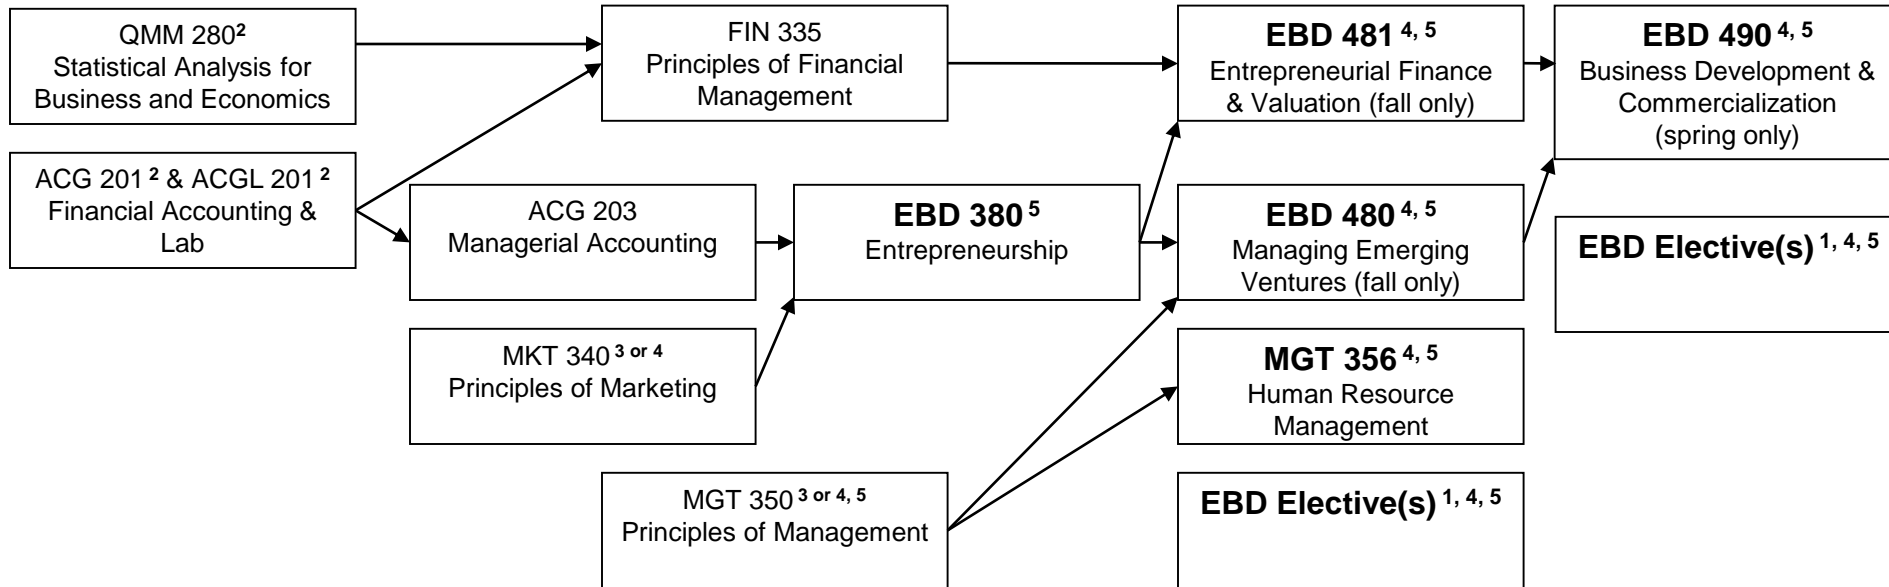 QMM 280²
Statistical Analysis for
Business and Economics
ACG 201 ² & ACGL 201 ²
Financial Accounting &
Lab
FIN 335
Principles of Financial
Management
ACG 203
Managerial Accounting
MKT 340 ³ ᵒʳ ⁴
Principles of Marketing
MGT 350 ³ ᵒʳ ⁴, ⁵
Principles of Management
EBD 380 ⁵
Entrepreneurship
EBD 481 ⁴, ⁵
Entrepreneurial Finance
& Valuation (fall only)
EBD 480 ⁴, ⁵
Managing Emerging
Ventures (fall only)
MGT 356 ⁴, ⁵
Human Resource
Management
EBD Elective(s) ¹, ⁴, ⁵
EBD 490 ⁴, ⁵
Business Development &
Commercialization
(spring only)
EBD Elective(s) ¹, ⁴, ⁵